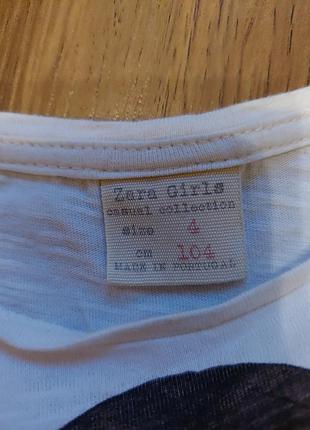 Zara Girls
casual collection
size 4
cm 104
MADE IN PORTUGAL